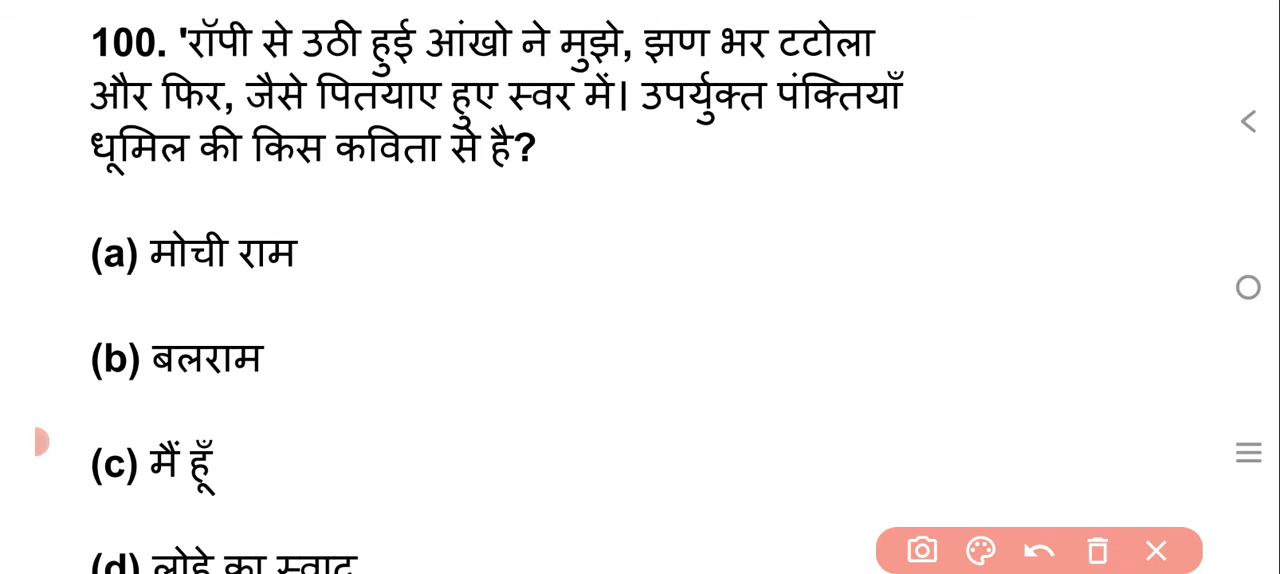 100. 'रॉपी से उठी हुई आंखो ने मुझे, झण भर टटोला
और फिर, जैसे पितयाए हुए स्वर में। उपर्युक्त पंक्तियाँ
धूमिल की किस कविता से है?
(a) मोची राम
(b) बलराम
(c) मैं हूँ
(d) लोहे का स्वाद